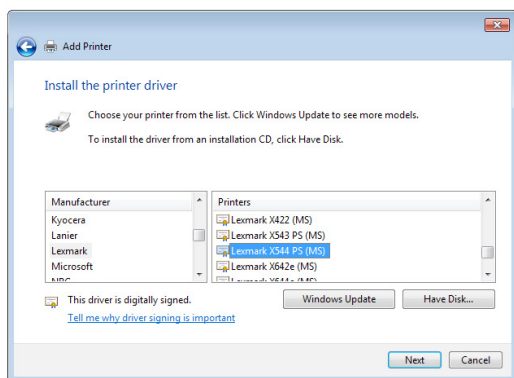 Add Printer
Install the printer driver
Choose your printer from the list. Click Windows Update to see more models.
To install the driver from an installation CD, click Have Disk.
Manufacturer
Kyocera
Lanier
Lexmark
Microsoft
Printers
Lexmark X422 (MS)
Lexmark X543 PS (MS)
Lexmark X544 PS (MS)
Lexmark X642e (MS)
This driver is digitally signed.
Tell me why driver signing is important
Windows Update
Have Disk...
Next
Cancel